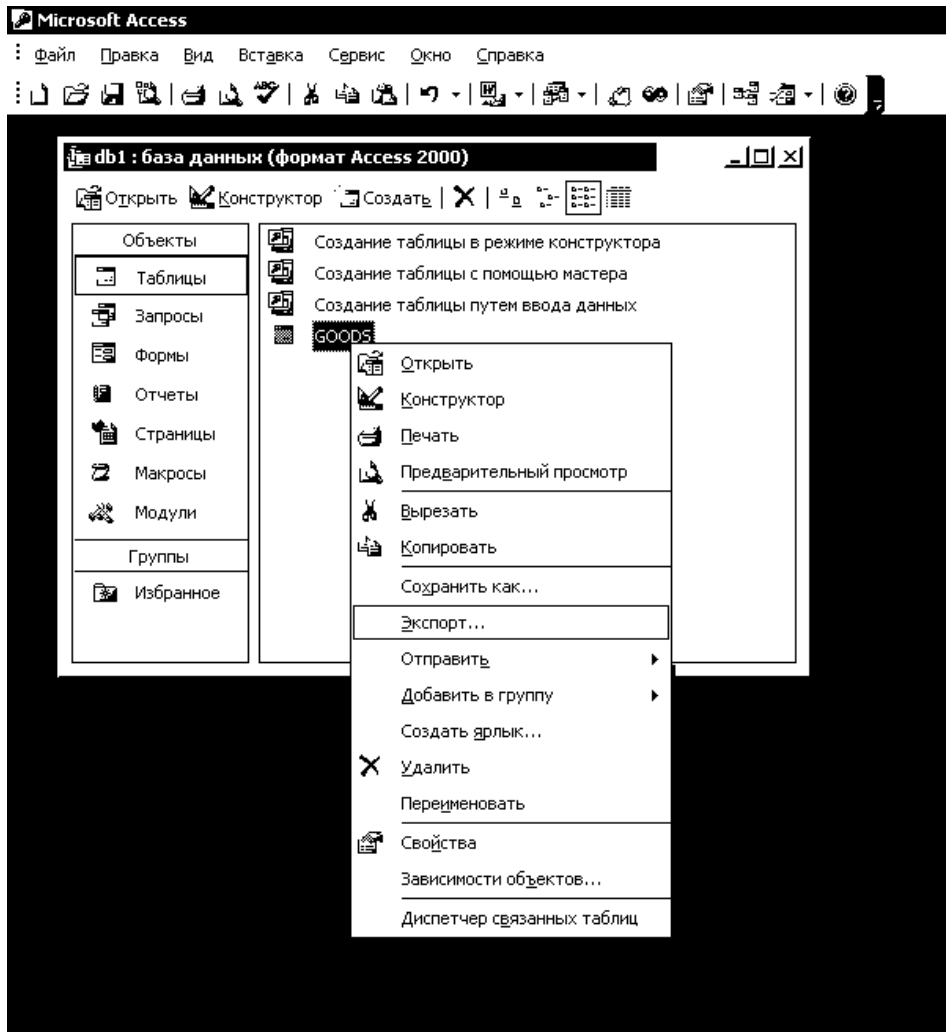 Microsoft Access
Файл Правка Вид Вставка Сервис Окно Справка
db1 : база данных (формат Access 2000)
Открыть Конструктор Создать
Объекты
Таблицы
Запросы
Формы
Отчеты
Страницы
Макросы
Модули
Группы
Избранное
Создание таблицы в режиме конструктора
Создание таблицы с помощью мастера
Создание таблицы путем ввода данных
GOODS
Открыть
Конструктор
Печать
Предварительный просмотр
Вырезать
Копировать
Сохранить как...
Экспорт...
Отправить
Добавить в группу
Создать ярлык...
Удалить
Переименовать
Свойства
Зависимости объектов...
Диспетчер связанных таблиц